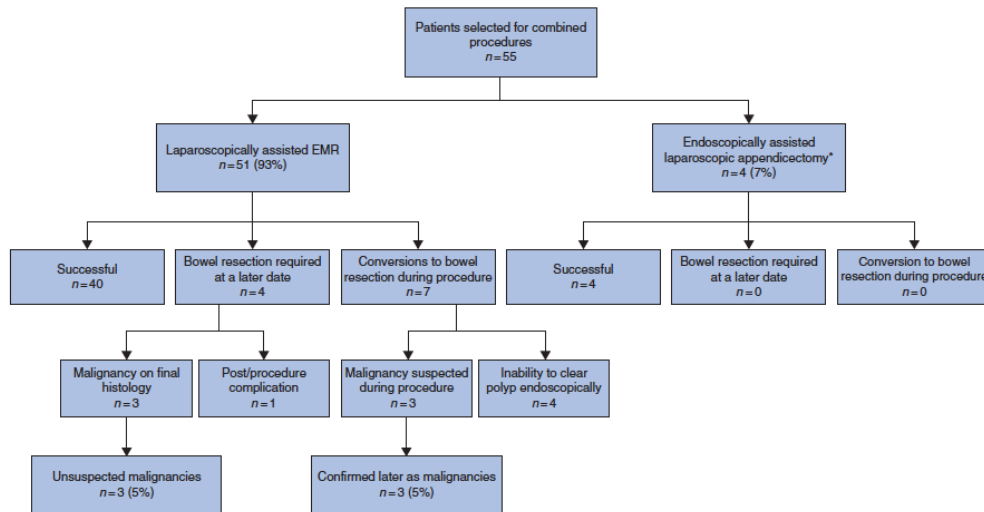 Patients selected for combined
procedures
n=55
Laparoscopically assisted EMR
n=51 (93%)
Endoscopically assisted
laparoscopic appendicectomy*
n=4 (7%)
Successful
n=40
Bowel resection required
at a later date
n=4
Conversions to bowel
resection during procedure
n=7
Successful
n=4
Bowel resection required
at a later date
n=0
Conversion to bowel
resection during procedure
n=0
Malignancy on final
histology
n=3
Post/procedure
complication
n=1
Malignancy suspected
during procedure
n=3
Inability to clear
polyp endoscopically
n=4
Unsuspected malignancies
n=3 (5%)
Confirmed later as malignancies
n=3 (5%)